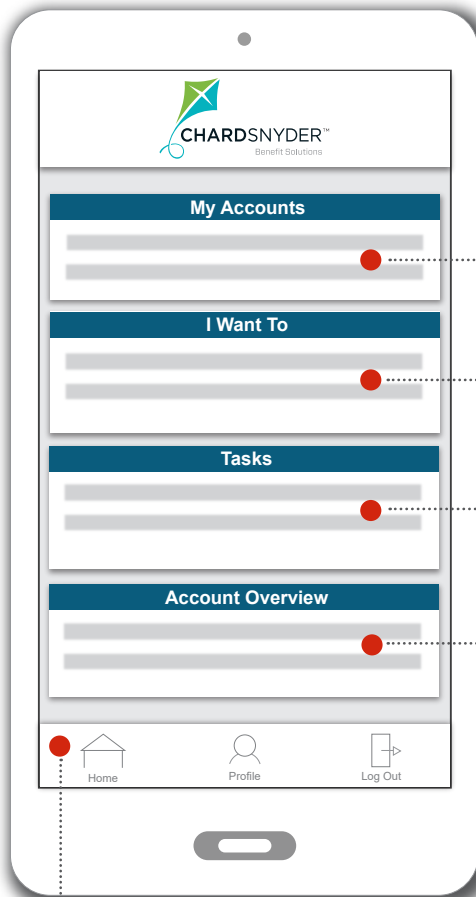 CHARDSNYDER™
Benefit Solutions
My Accounts
I Want To
Tasks
Account Overview
Home
Profile
Log Out